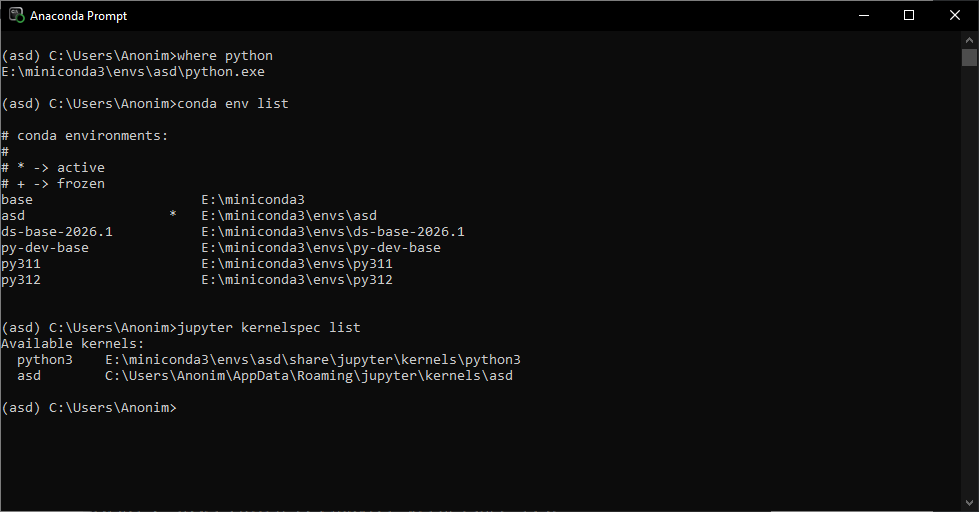 Anaconda Prompt
(asd) C:\Users\Anonim>where python
E:\miniconda3\envs\asd\python.exe
(asd) C:\Users\Anonim>conda env list
# conda environments:
#
# * -> active
# + -> frozen
base                     E:\miniconda3
asd                  *   E:\miniconda3\envs\asd
ds-base-2026.1           E:\miniconda3\envs\ds-base-2026.1
py-dev-base              E:\miniconda3\envs\py-dev-base
py311                    E:\miniconda3\envs\py311
py312                    E:\miniconda3\envs\py312
(asd) C:\Users\Anonim>jupyter kernelspec list
Available kernels:
  python3    E:\miniconda3\envs\asd\share\jupyter\kernels\python3
  asd        C:\Users\Anonim\AppData\Roaming\jupyter\kernels\asd
(asd) C:\Users\Anonim>